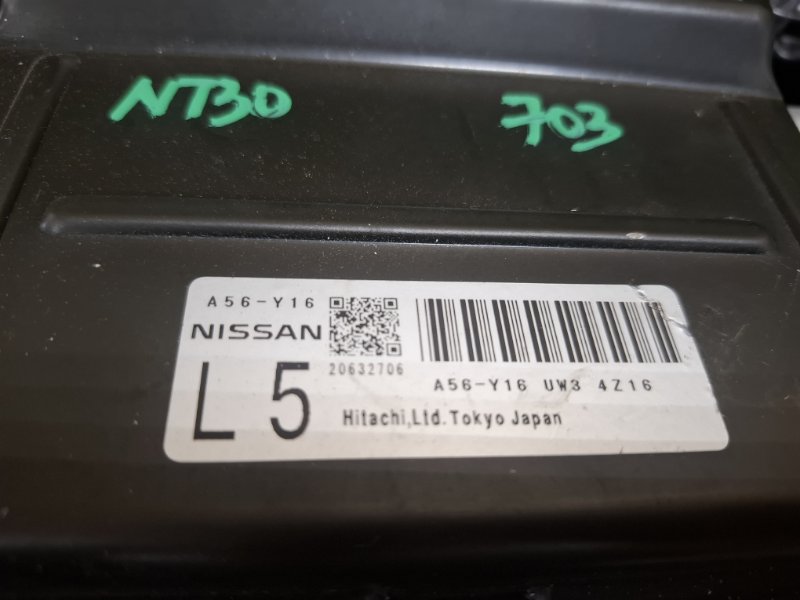 NT30 703
A56-Y16
NISSAN
20632706
L5
A56-Y16 UW3 4Z16
Hitachi,Ltd.Tokyo Japan